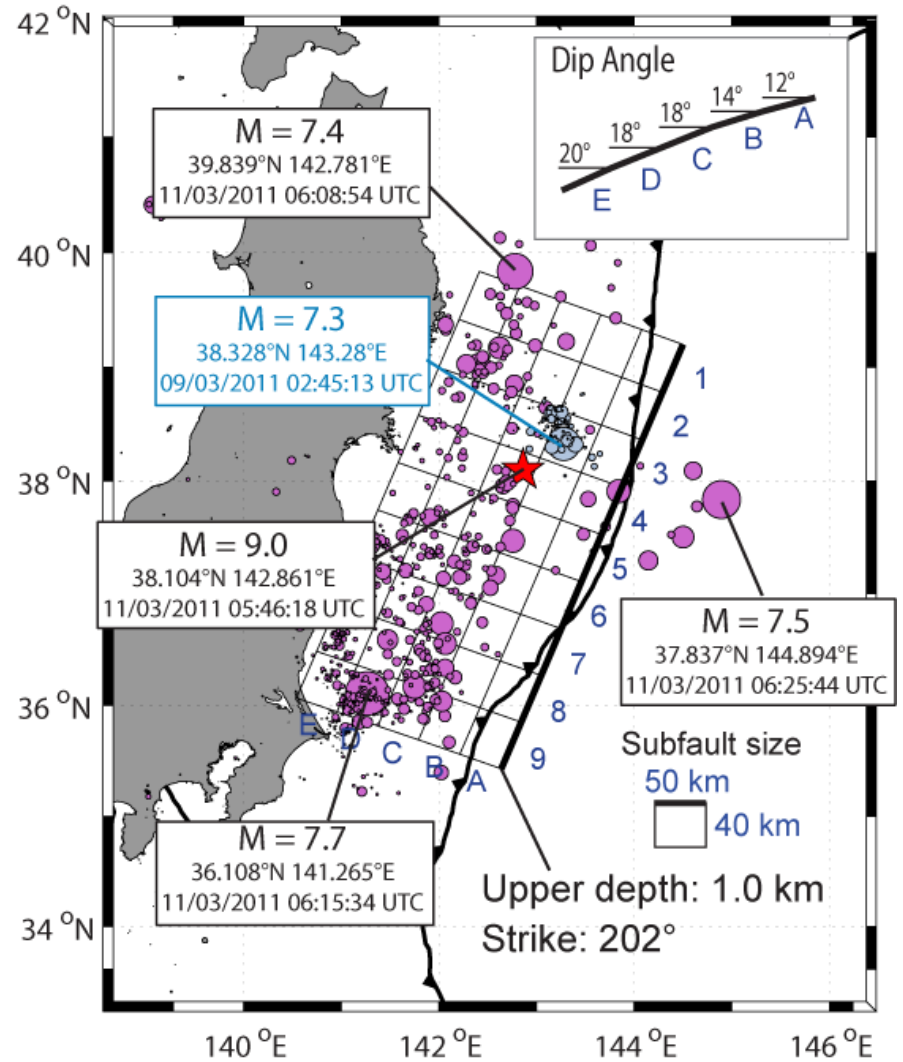 42 °N
40 °N
38 °N
36 °N
34 °N
140 °E
142 °E
144 °E
146 °E
Dip Angle
20°
18°
18°
14°
12°
E
D
C
B
A
M = 7.4
39.839°N 142.781°E
11/03/2011 06:08:54 UTC
M = 7.3
38.328°N 143.28°E
09/03/2011 02:45:13 UTC
M = 9.0
38.104°N 142.861°E
11/03/2011 05:46:18 UTC
M = 7.5
37.837°N 144.894°E
11/03/2011 06:25:44 UTC
M = 7.7
36.108°N 141.265°E
11/03/2011 06:15:34 UTC
1
2
3
4
5
6
7
8
9
E
D
C
B
A
Subfault size
50 km
40 km
Upper depth: 1.0 km
Strike: 202°